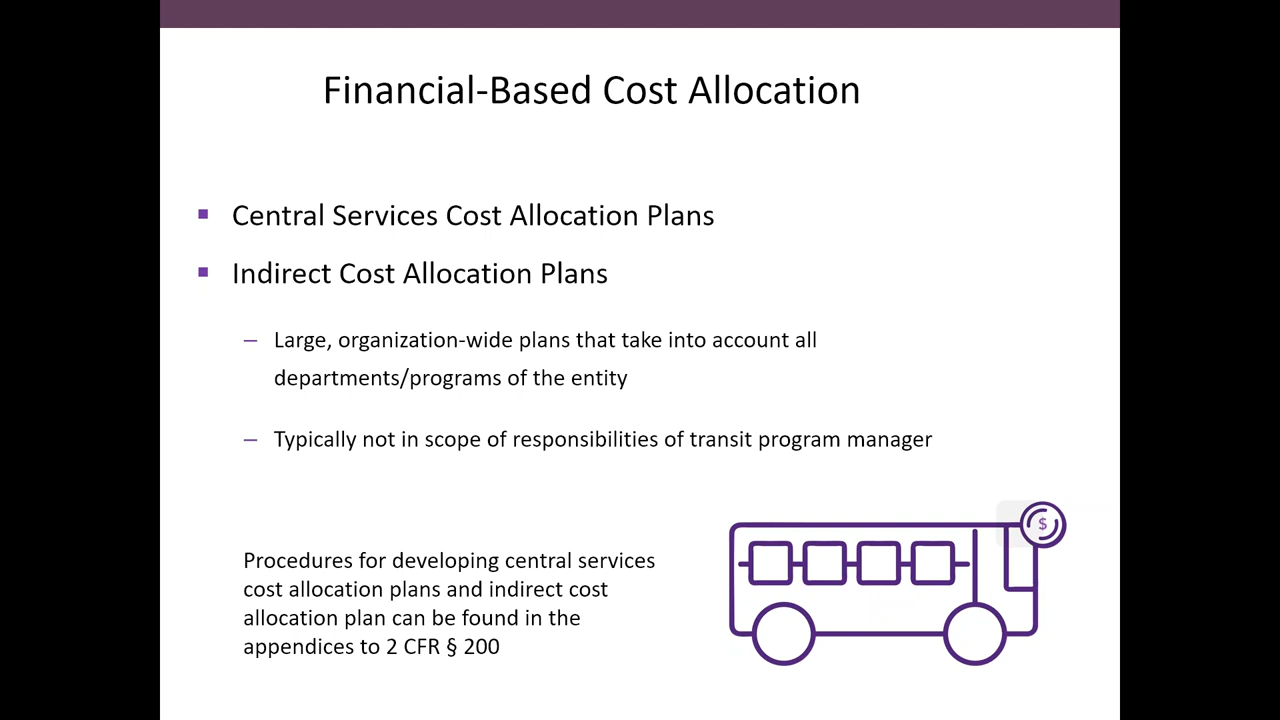 Financial-Based Cost Allocation
▪ Central Services Cost Allocation Plans
▪ Indirect Cost Allocation Plans
– Large, organization-wide plans that take into account all
departments/programs of the entity
– Typically not in scope of responsibilities of transit program manager
Procedures for developing central services
cost allocation plans and indirect cost
allocation plan can be found in the
appendices to 2 CFR § 200
$